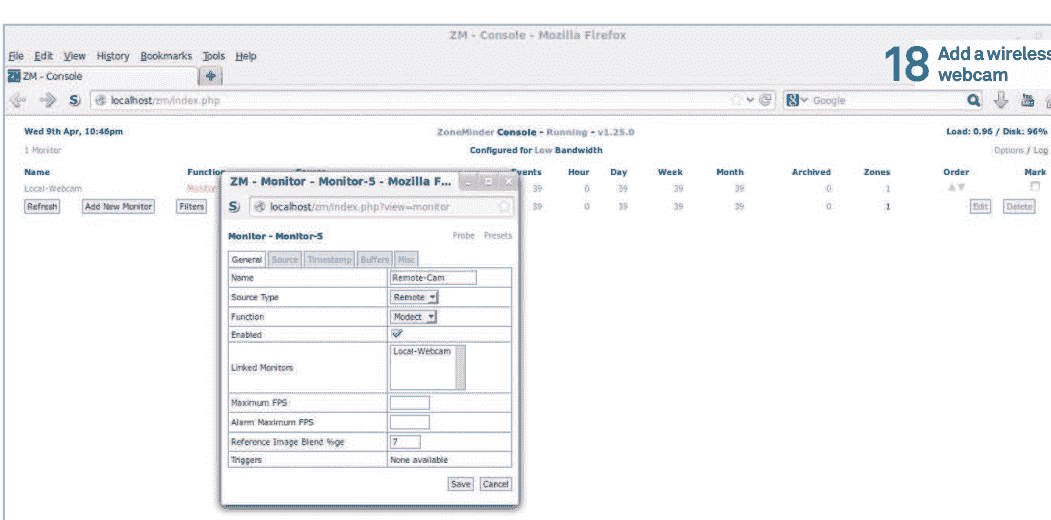 ZM - Console - Mozilla Firefox
File Edit View History Bookmarks Tools Help
ZM ZM - Console
18 Add a wireless webcam
localhost/zm/index.php
Google
Wed 9th Apr, 10:46pm ZoneMinder Console - Running - v1.25.0 Load: 0.96 / Disk: 96%
1 Monitor Configured for Low Bandwidth Options / Log
Name Function Events Hour Day Week Month Archived Zones Order Mark
Local-Webcam Monitor 39 0 39 39 39 0 1
Refresh Add New Monitor Filters 39 0 39 39 39 0 1 Edit Delete
ZM - Monitor - Monitor-5 - Mozilla F...
localhost/zm/index.php?view=monitor
Monitor - Monitor-5 Probe Presets
General Source Timestamp Buffers Misc
Name Remote-Cam
Source Type Remote
Function Modect
Enabled
Linked Monitors Local-Webcam
Maximum FPS
Alarm Maximum FPS
Reference Image Blend %ge 7
Triggers None available
Save Cancel